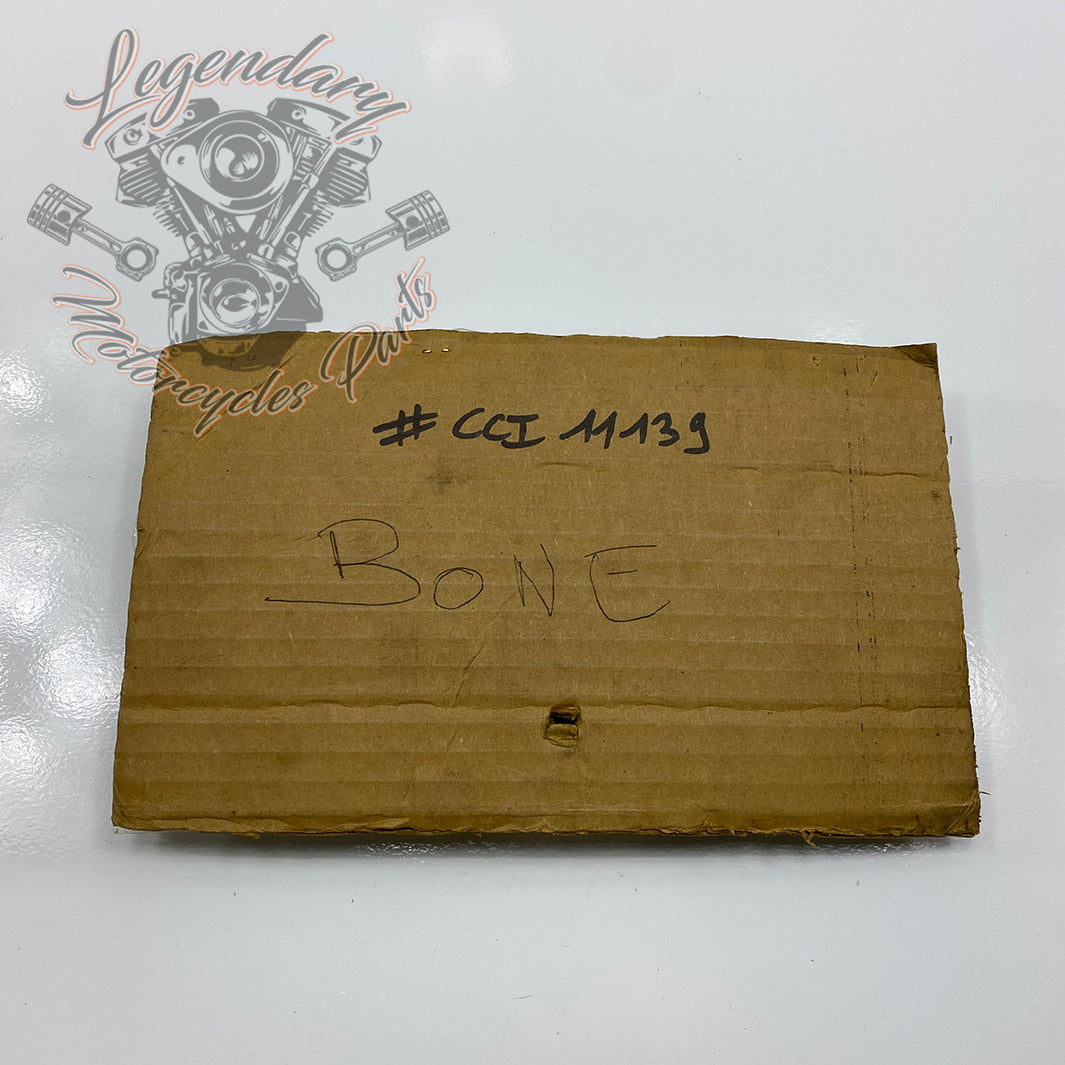 Legendary
Motorcycles Parts
#CCI 11139
BONE